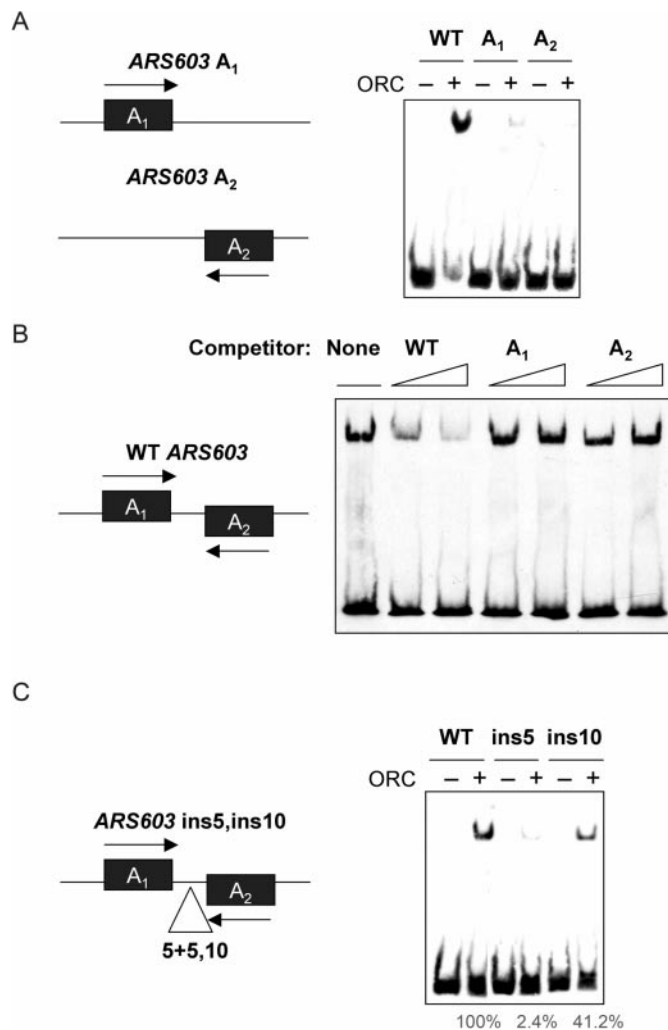 A
ARS603 A₁
A₁
ARS603 A₂
A₂
WT A₁ A₂
ORC – + – + – +
B
Competitor: None WT A₁ A₂
WT ARS603
A₁ A₂
C
ARS603 ins5,ins10
A₁ A₂
5+5,10
WT ins5 ins10
ORC – + – + – +
100% 2.4% 41.2%